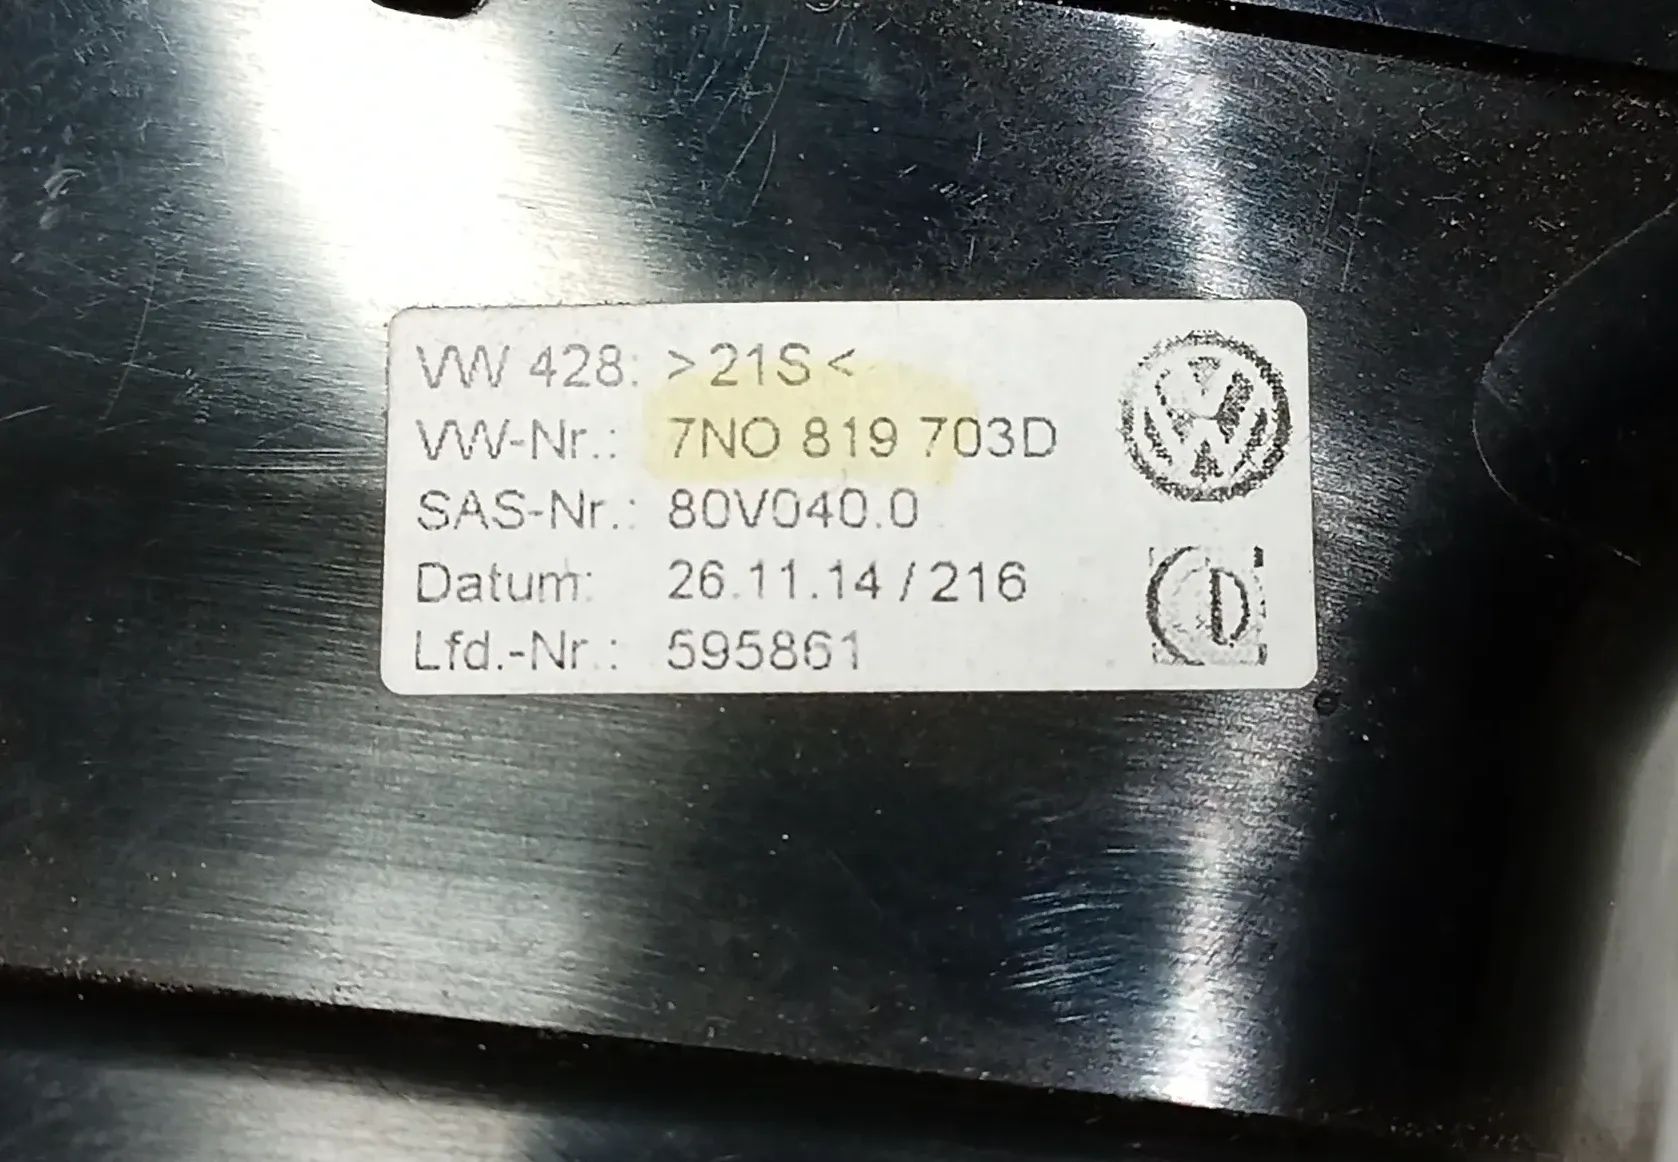 VW 428: >21S<
VW-Nr.: 7NO 819 703D
SAS-Nr.: 80V040.0
Datum: 26.11.14 / 216
Lfd.-Nr.: 595861